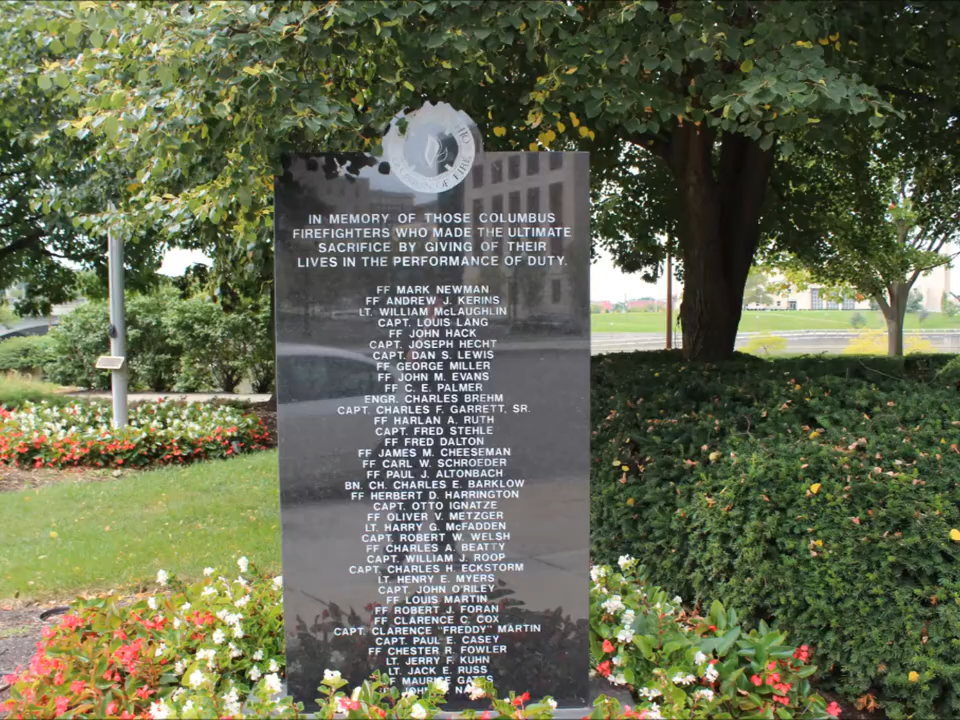 IN MEMORY OF THOSE COLUMBUS
FIREFIGHTERS WHO MADE THE ULTIMATE
SACRIFICE BY GIVING OF THEIR
LIVES IN THE PERFORMANCE OF DUTY.
FF MARK NEWMAN
FF ANDREW J. KERINS
LT. WILLIAM McLAUGHLIN
CAPT. LOUIS LANG
FF JOHN HACK
CAPT. JOSEPH HECHT
CAPT. DAN S. LEWIS
FF GEORGE MILLER
FF JOHN M. EVANS
FF C. E. PALMER
ENGR. CHARLES BREHM
CAPT. CHARLES F. GARRETT, SR.
FF HARLAN A. RUTH
CAPT. FRED STEHLE
FF FRED DALTON
FF JAMES M. CHEESEMAN
FF CARL W. SCHROEDER
FF PAUL J. ALTONBACH
BN. CH. CHARLES E. BARKLOW
FF HERBERT D. HARRINGTON
CAPT. OTTO IGNATZE
FF OLIVER V. METZGER
LT. HARRY G. McFADDEN
CAPT. ROBERT W. WELSH
FF CHARLES A. BEATTY
CAPT. WILLIAM J. ROOP
CAPT. CHARLES H. ECKSTORM
LT. HENRY E. MYERS
CAPT. JOHN O'RILEY
FF LOUIS MARTIN
FF ROBERT J. FORAN
FF CLARENCE C. COX
CAPT. CLARENCE "FREDDY" MARTIN
CAPT. PAUL E. CASEY
FF CHESTER R. FOWLER
LT. JERRY F. KUHN
LT. JACK E. RUSS
FF MAURICE GATES